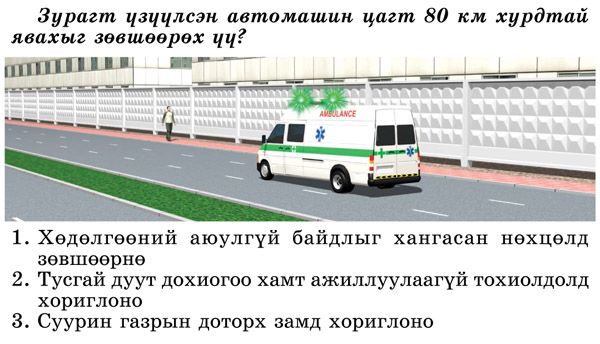 Зурагт үзүүлсэн автомашин цагт 80 км хурдтай
явахыг зөвшөөрөх үү?
AMBULANCE
1. Хөдөлгөөний аюулгүй байдлыг хангасан нөхцөлд
зөвшөөрнө
2. Тусгай дуут дохиогоо хамт ажиллуулаагүй тохиолдолд
хориглоно
3. Суурин газрын доторх замд хориглоно